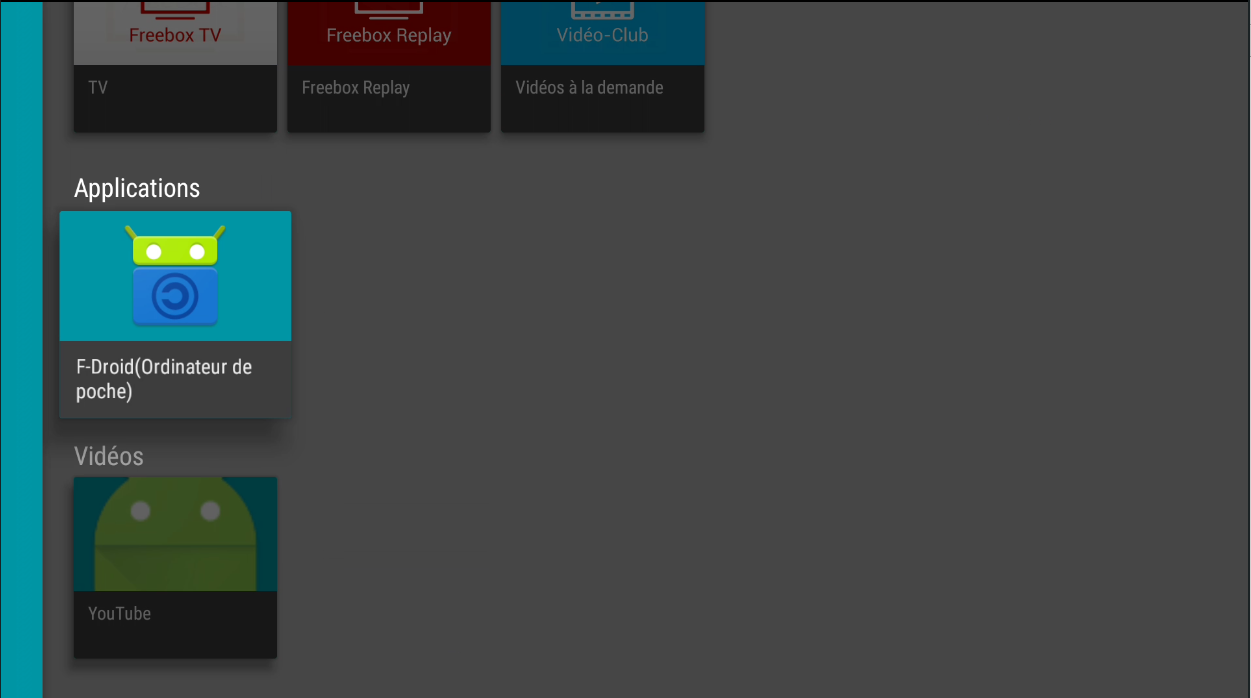 Freebox TV
Freebox Replay
Vidéo-Club
TV
Freebox Replay
Vidéos à la demande
Applications
F-Droid(Ordinateur de
poche)
Vidéos
YouTube